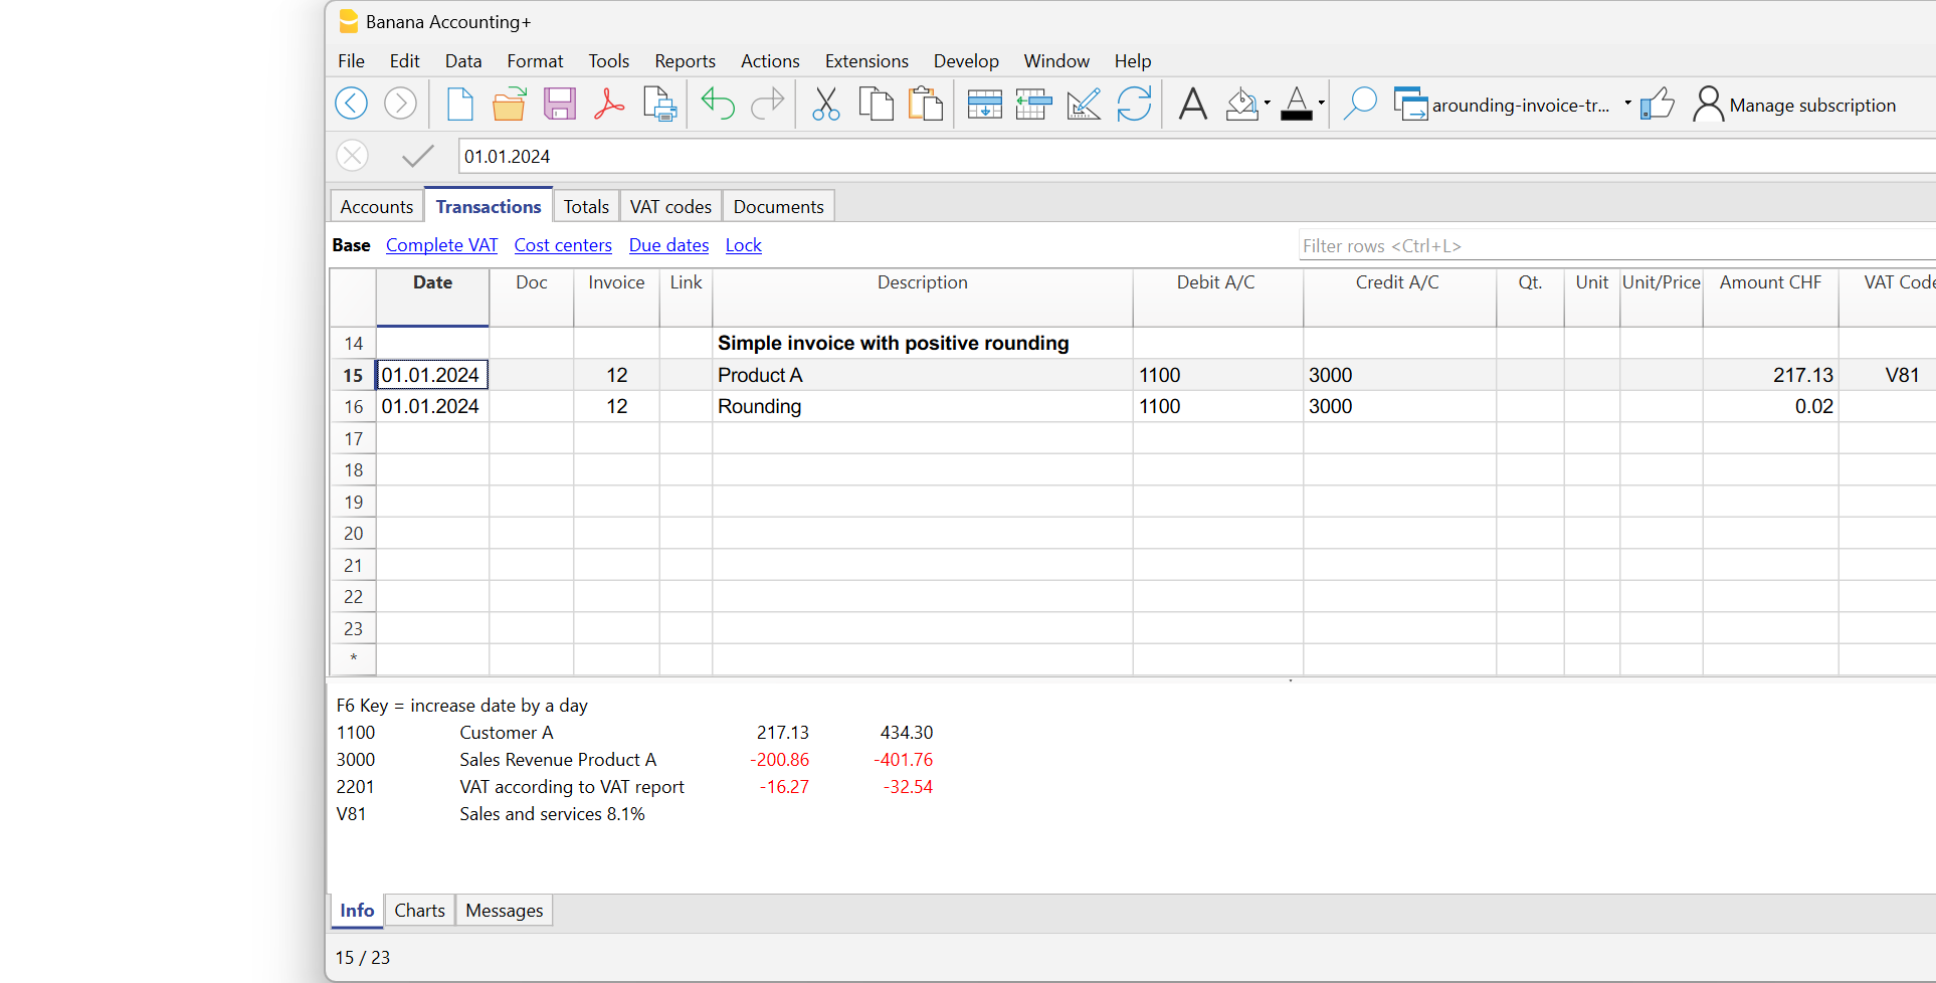 Banana Accounting+
File Edit Data Format Tools Reports Actions Extensions Develop Window Help
arounding-invoice-tr... Manage subscription
01.01.2024
Accounts Transactions Totals VAT codes Documents
Base Complete VAT Cost centers Due dates Lock Filter rows <Ctrl+L>
Date Doc Invoice Link Description Debit A/C Credit A/C Qt. Unit Unit/Price Amount CHF VAT Code
14 Simple invoice with positive rounding
15 01.01.2024 12 Product A 1100 3000 217.13 V81
16 01.01.2024 12 Rounding 1100 3000 0.02
17
18
19
20
21
22
23
*
F6 Key = increase date by a day
1100 Customer A 217.13 434.30
3000 Sales Revenue Product A -200.86 -401.76
2201 VAT according to VAT report -16.27 -32.54
V81 Sales and services 8.1%
Info Charts Messages
15 / 23